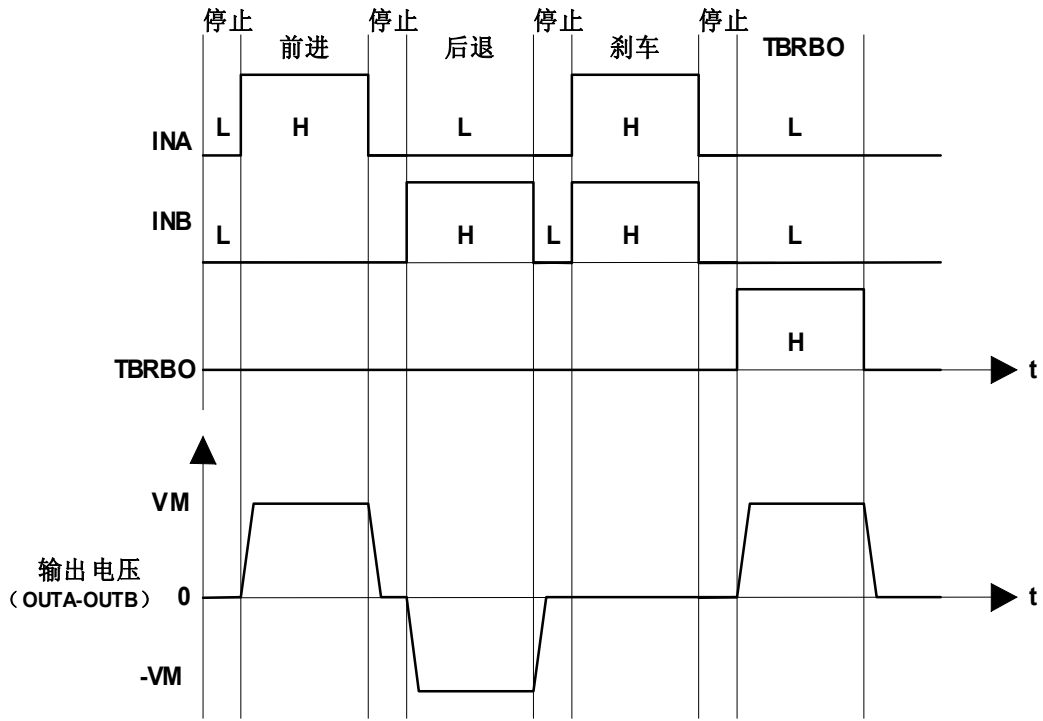 停止 停止 停止 停止
前进 后退 刹车 TBRBO
INA L H L H L
INB L H L H L
TBRBO H t
VM
输出电压
（OUTA-OUTB） 0 t
-VM